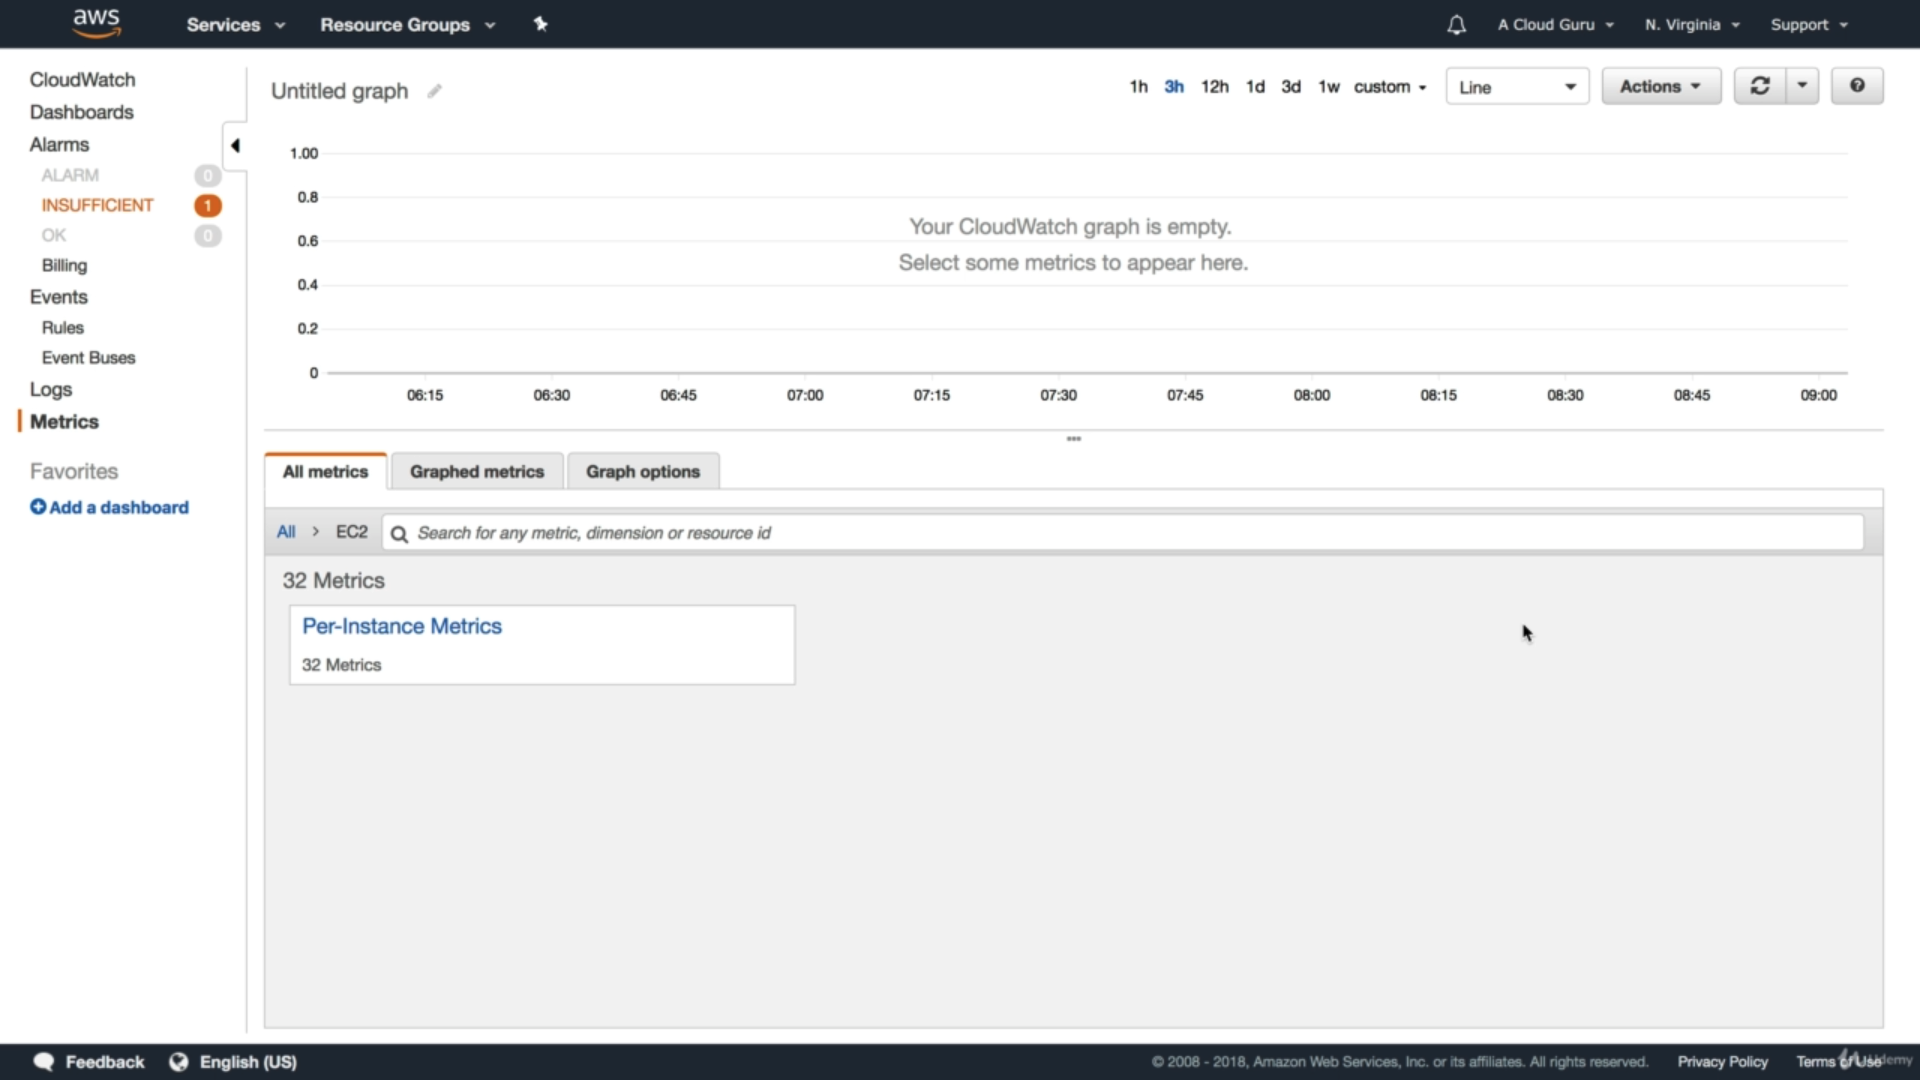 aws
Services
Resource Groups
A Cloud Guru
N. Virginia
Support
CloudWatch
Dashboards
Alarms
ALARM 0
INSUFFICIENT 1
OK 0
Billing
Events
Rules
Event Buses
Logs
Metrics
Favorites
Add a dashboard
Untitled graph
1h 3h 12h 1d 3d 1w custom
Line
Actions
1.00
0.8
0.6
0.4
0.2
0
Your CloudWatch graph is empty.
Select some metrics to appear here.
06:15 06:30 06:45 07:00 07:15 07:30 07:45 08:00 08:15 08:30 08:45 09:00
All metrics
Graphed metrics
Graph options
All > EC2
Search for any metric, dimension or resource id
32 Metrics
Per-Instance Metrics
32 Metrics
Feedback
English (US)
© 2008 - 2018, Amazon Web Services, Inc. or its affiliates. All rights reserved.
Privacy Policy
Terms of Use